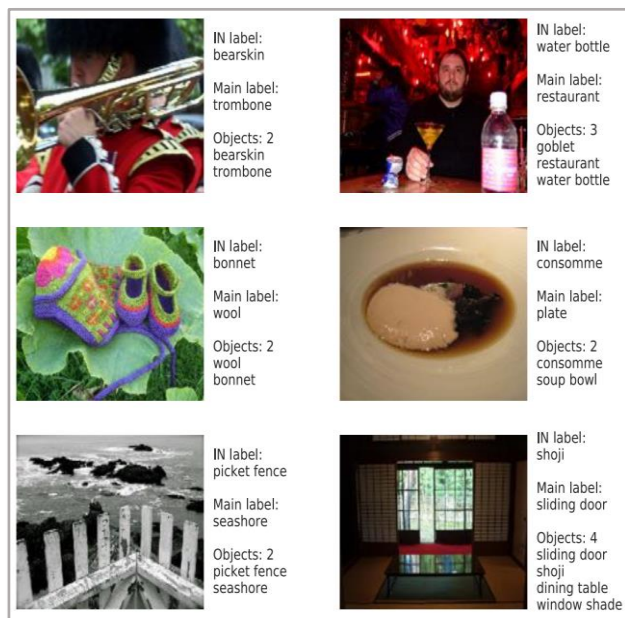 IN label:
bearskin
Main label:
trombone
Objects: 2
bearskin
trombone
IN label:
water bottle
Main label:
restaurant
Objects: 3
goblet
restaurant
water bottle
IN label:
bonnet
Main label:
wool
Objects: 2
wool
bonnet
IN label:
consomme
Main label:
plate
Objects: 2
consomme
soup bowl
IN label:
picket fence
Main label:
seashore
Objects: 2
picket fence
seashore
IN label:
shoji
Main label:
sliding door
Objects: 4
sliding door
shoji
dining table
window shade